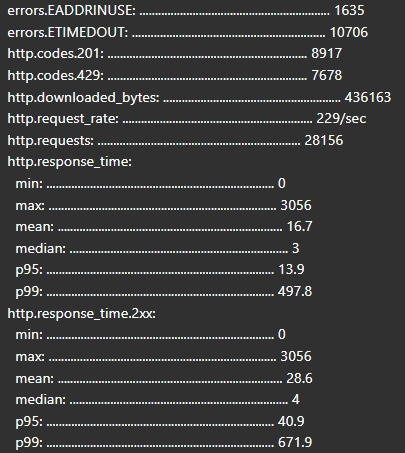 errors.EADDRINUSE: .................................................................. 1635
errors.ETIMEDOUT: .................................................................. 10706
http.codes.201: ...................................................................... 8917
http.codes.429: ...................................................................... 7678
http.downloaded_bytes: ............................................................. 436163
http.request_rate: .................................................................. 229/sec
http.requests: ...................................................................... 28156
http.response_time:
min: ........................................................................... 0
max: ........................................................................... 3056
mean: .......................................................................... 16.7
median: ........................................................................ 3
p95: ........................................................................... 13.9
p99: ........................................................................... 497.8
http.response_time.2xx:
min: ........................................................................... 0
max: ........................................................................... 3056
mean: .......................................................................... 28.6
median: ........................................................................ 4
p95: ........................................................................... 40.9
p99: ........................................................................... 671.9